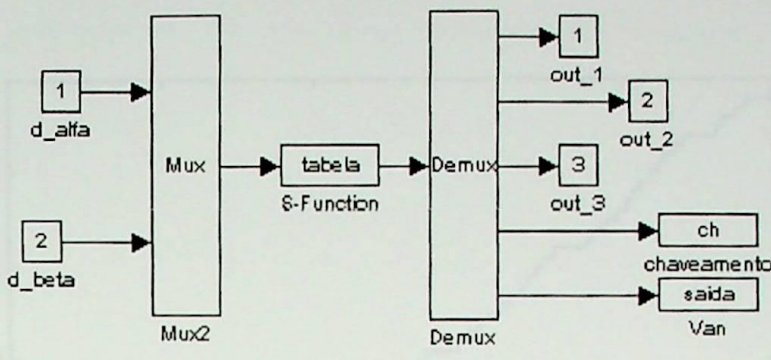 1
d_alfa
2
d_beta
Mux
Mux2
tabela
S-Function
Demux
Demux
1
out_1
2
out_2
3
out_3
ch
chaveamento
saida
Van